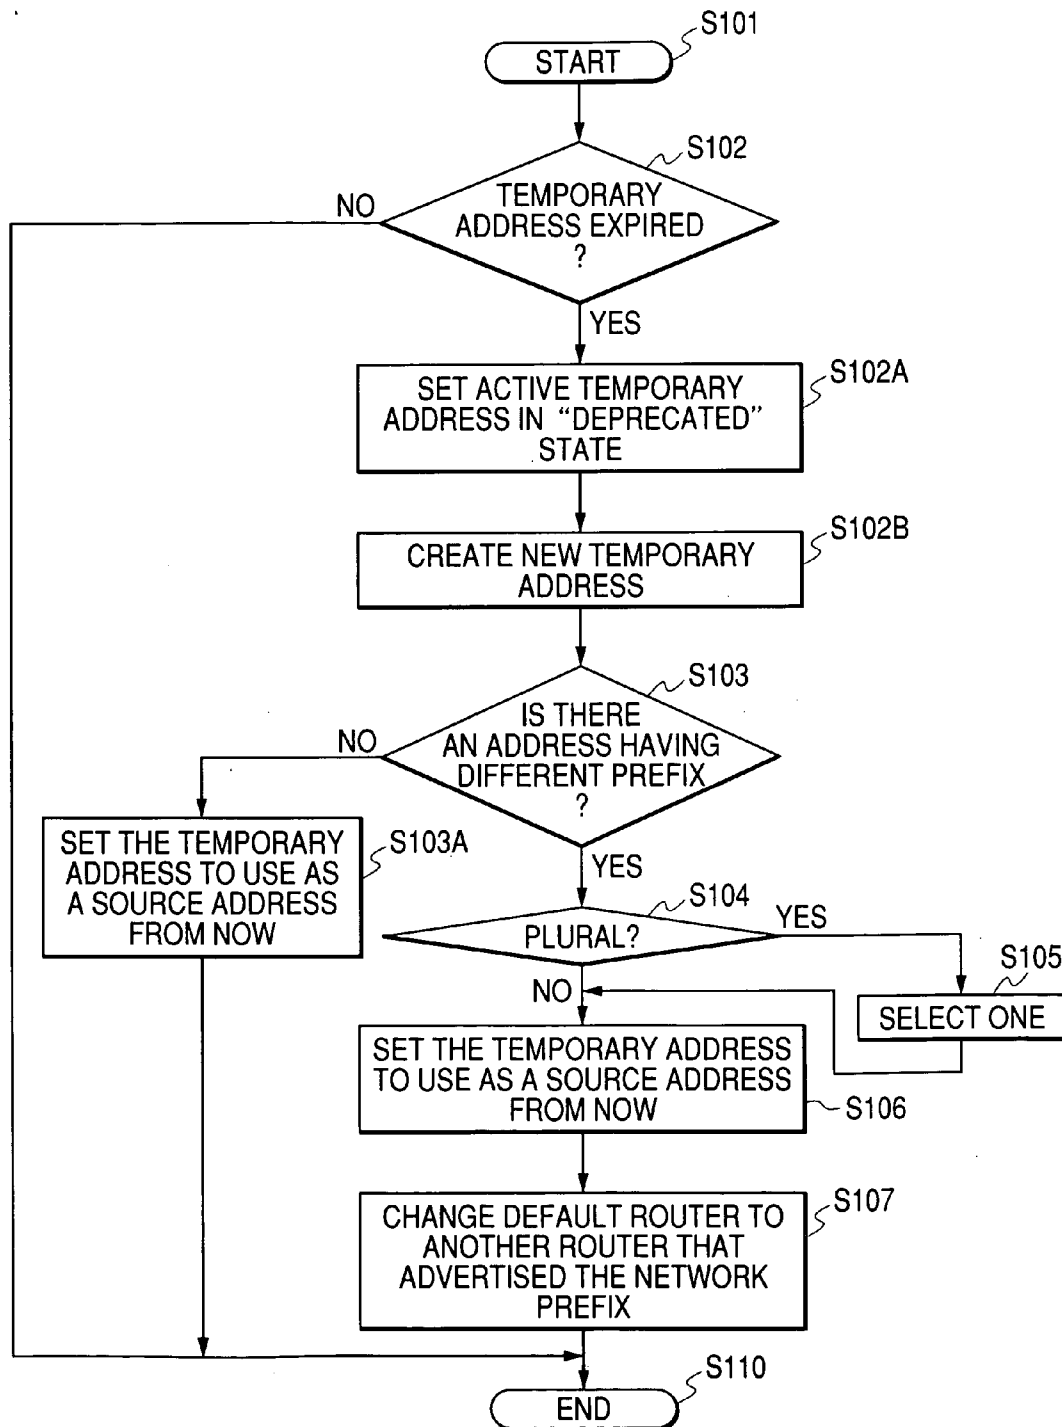 S101
START
S102
TEMPORARY
ADDRESS EXPIRED
?
NO
YES
S102A
SET ACTIVE TEMPORARY
ADDRESS IN “DEPRECATED”
STATE
S102B
CREATE NEW TEMPORARY
ADDRESS
S103
IS THERE
AN ADDRESS HAVING
DIFFERENT PREFIX
?
NO
YES
S103A
SET THE TEMPORARY
ADDRESS TO USE AS
A SOURCE ADDRESS
FROM NOW
S104
PLURAL?
YES
NO
S105
SELECT ONE
SET THE TEMPORARY ADDRESS
TO USE AS A SOURCE ADDRESS
FROM NOW
S106
S107
CHANGE DEFAULT ROUTER TO
ANOTHER ROUTER THAT
ADVERTISED THE NETWORK
PREFIX
S110
END